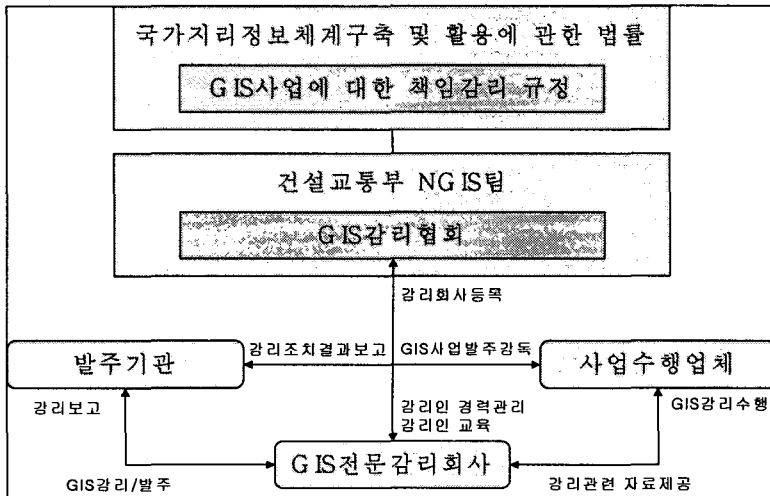 국가지리정보체계구축 및 활용에 관한 법률
GIS사업에 대한 책임감리 규정
건설교통부 NGIS팀
GIS감리협회
감리회사등록
발주기관
감리조치결과보고
GIS사업발주감독
사업수행업체
감리보고
감리인 경력관리
감리인 교육
GIS감리수행
GIS전문감리회사
GIS감리/발주
감리관련 자료제공